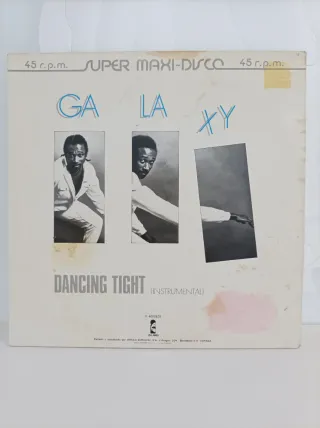 45 r.p.m. SUPER MAXI-DISCO 45 r.p.m.
GA LA XY
DANCING TIGHT (INSTRUMENTAL)